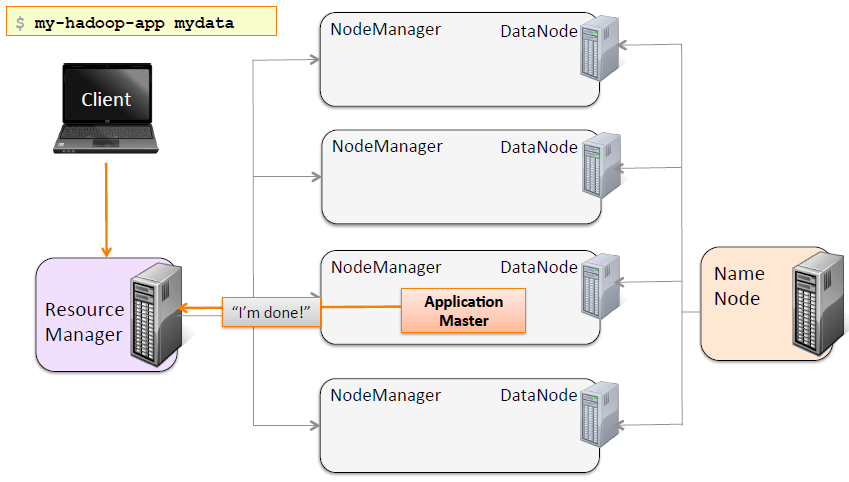 $ my-hadoop-app mydata
Client
Resource
Manager
NodeManager DataNode
NodeManager DataNode
NodeManager DataNode
“I’m done!”
Application
Master
NodeManager DataNode
Name
Node